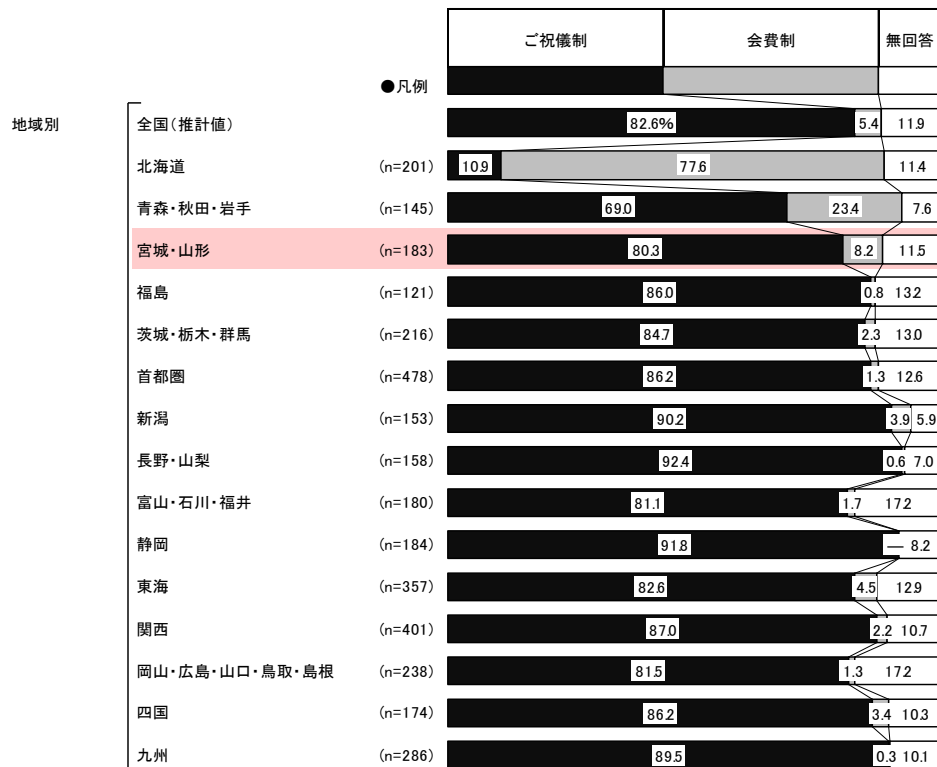 ご祝儀制 会費制 無回答
●凡例
地域別 全国(推計値) 82.6% 5.4 11.9
北海道 (n=201) 10.9 77.6 11.4
青森・秋田・岩手 (n=145) 69.0 23.4 7.6
宮城・山形 (n=183) 80.3 8.2 11.5
福島 (n=121) 86.0 0.8 13.2
茨城・栃木・群馬 (n=216) 84.7 2.3 13.0
首都圏 (n=478) 86.2 1.3 12.6
新潟 (n=153) 90.2 3.9 5.9
長野・山梨 (n=158) 92.4 0.6 7.0
富山・石川・福井 (n=180) 81.1 1.7 17.2
静岡 (n=184) 91.8 — 8.2
東海 (n=357) 82.6 4.5 12.9
関西 (n=401) 87.0 2.2 10.7
岡山・広島・山口・鳥取・島根 (n=238) 81.5 1.3 17.2
四国 (n=174) 86.2 3.4 10.3
九州 (n=286) 89.5 0.3 10.1